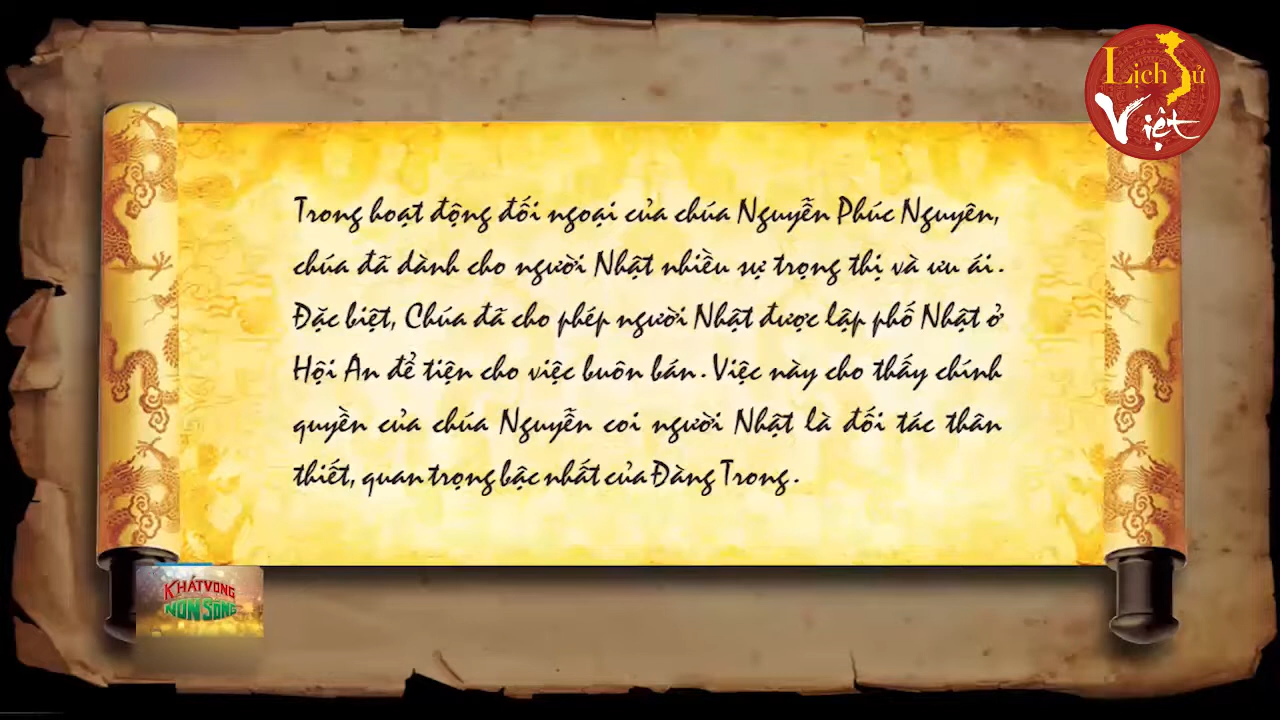 Lịch Sử
Việt
Trong hoạt động đối ngoại của chúa Nguyễn Phúc Nguyên,
chúa đã dành cho người Nhật nhiều sự trọng thị và ưu ái.
Đặc biệt, Chúa đã cho phép người Nhật được lập phố Nhật ở
Hội An để tiện cho việc buôn bán. Việc này cho thấy chính
quyền của chúa Nguyễn coi người Nhật là đối tác thân
thiết, quan trọng bậc nhất của Đàng Trong.
KHÁT VỌNG
NON SÔNG